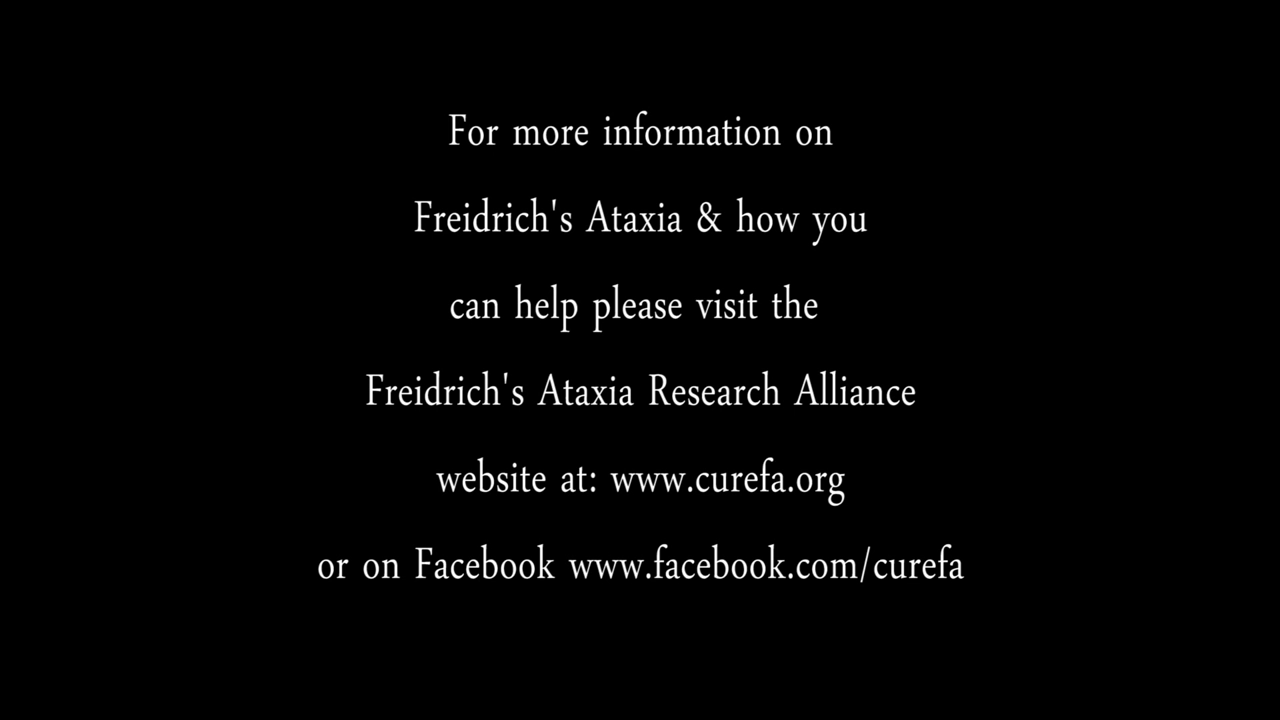 For more information on
Freidrich's Ataxia & how you
can help please visit the
Freidrich's Ataxia Research Alliance
website at: www.curefa.org
or on Facebook www.facebook.com/curefa